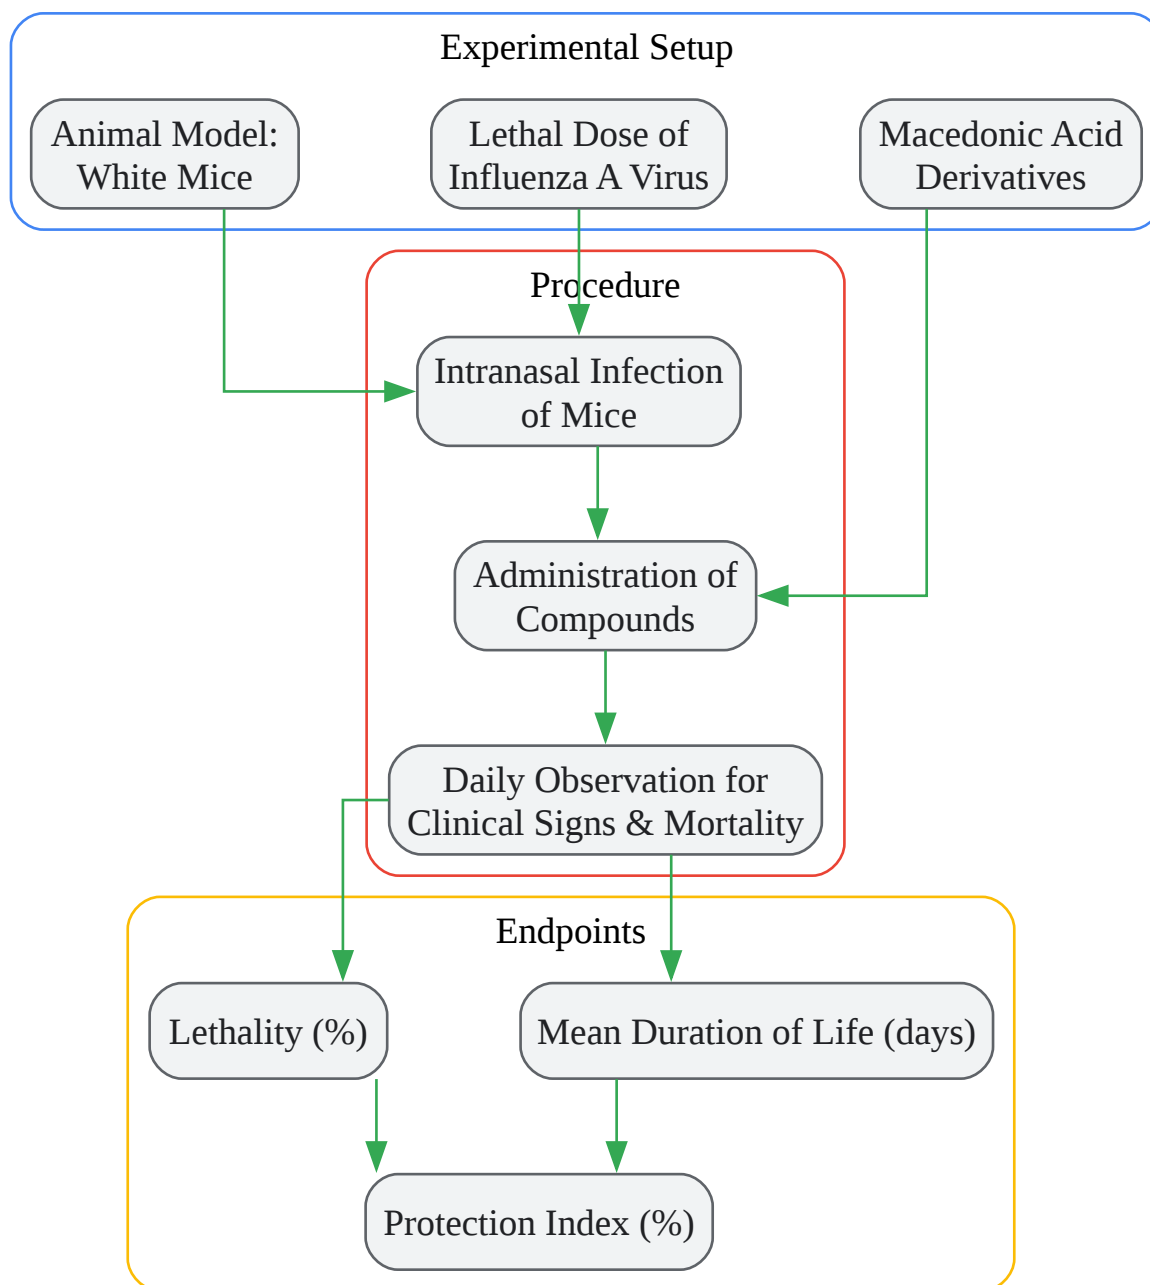 Experimental Setup
Animal Model:
White Mice
Lethal Dose of
Influenza A Virus
Macedonic Acid
Derivatives
Procedure
Intranasal Infection
of Mice
Administration of
Compounds
Daily Observation for
Clinical Signs & Mortality
Endpoints
Lethality (%)
Mean Duration of Life (days)
Protection Index (%)